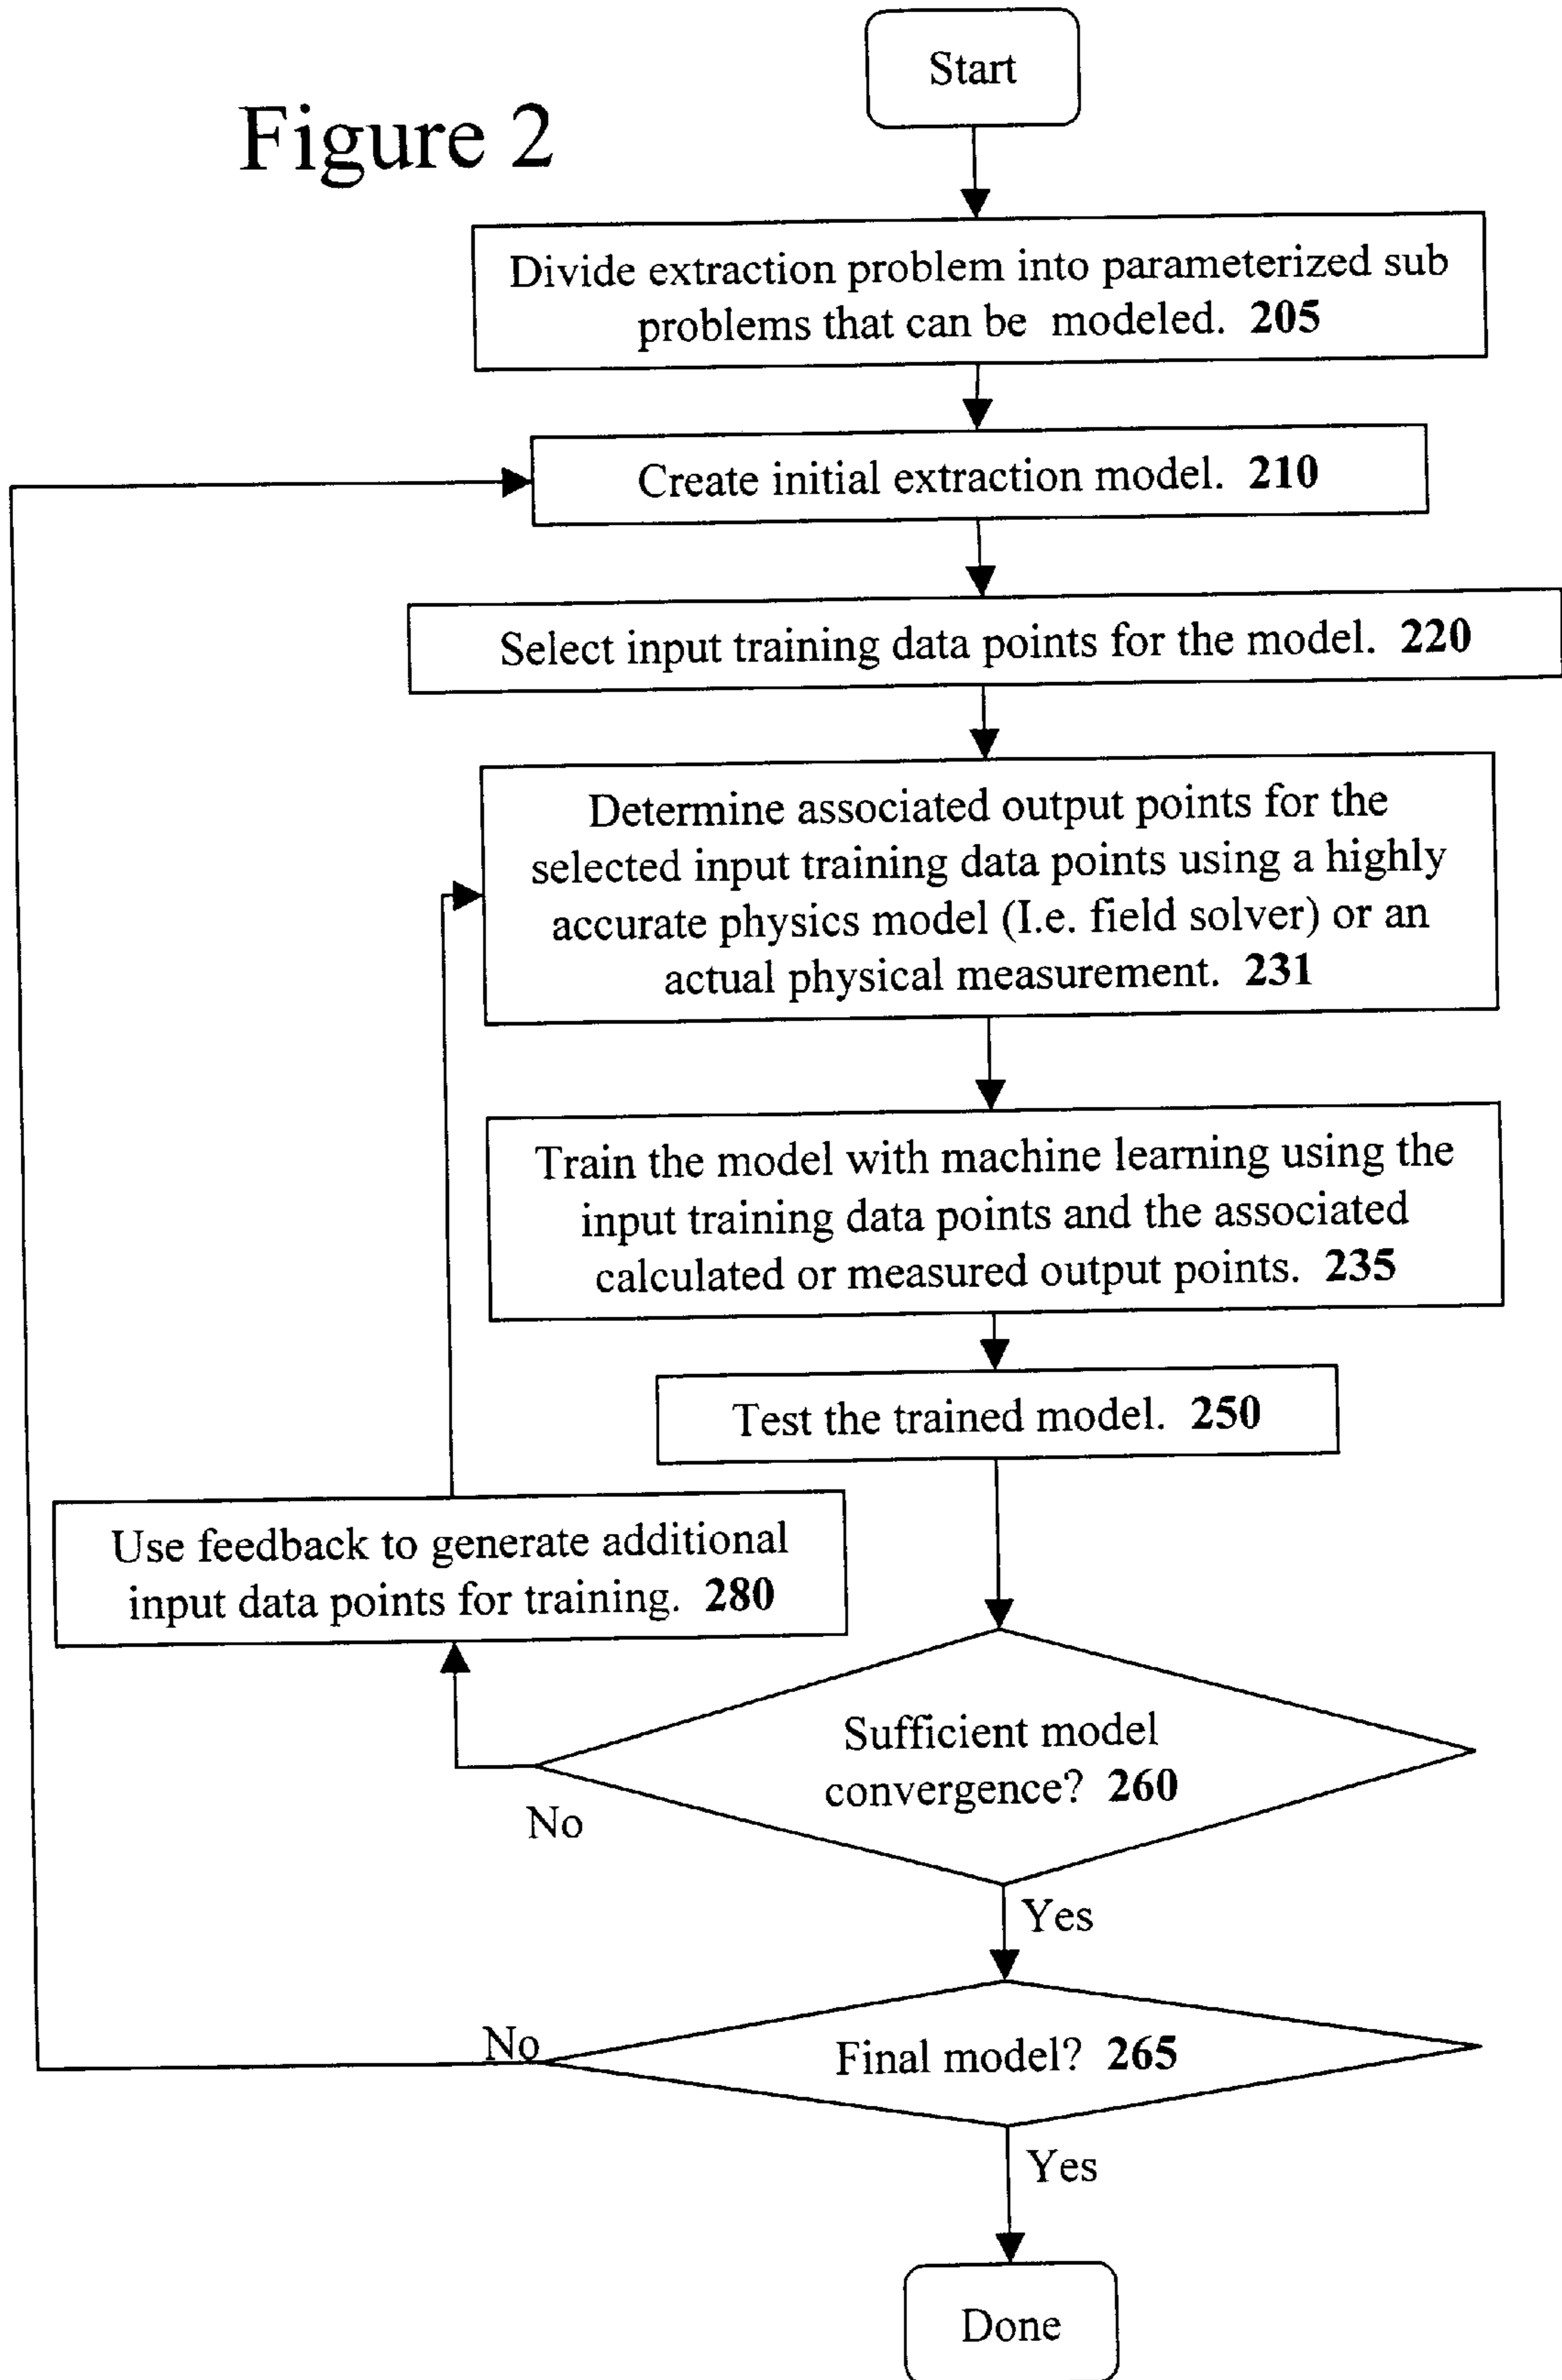 Figure 2
Start
Divide extraction problem into parameterized sub
problems that can be modeled. 205
Create initial extraction model. 210
Select input training data points for the model. 220
Determine associated output points for the
selected input training data points using a highly
accurate physics model (I.e. field solver) or an
actual physical measurement. 231
Train the model with machine learning using the
input training data points and the associated
calculated or measured output points. 235
Test the trained model. 250
Use feedback to generate additional
input data points for training. 280
Sufficient model
convergence? 260
No
Yes
Final model? 265
No
Yes
Done